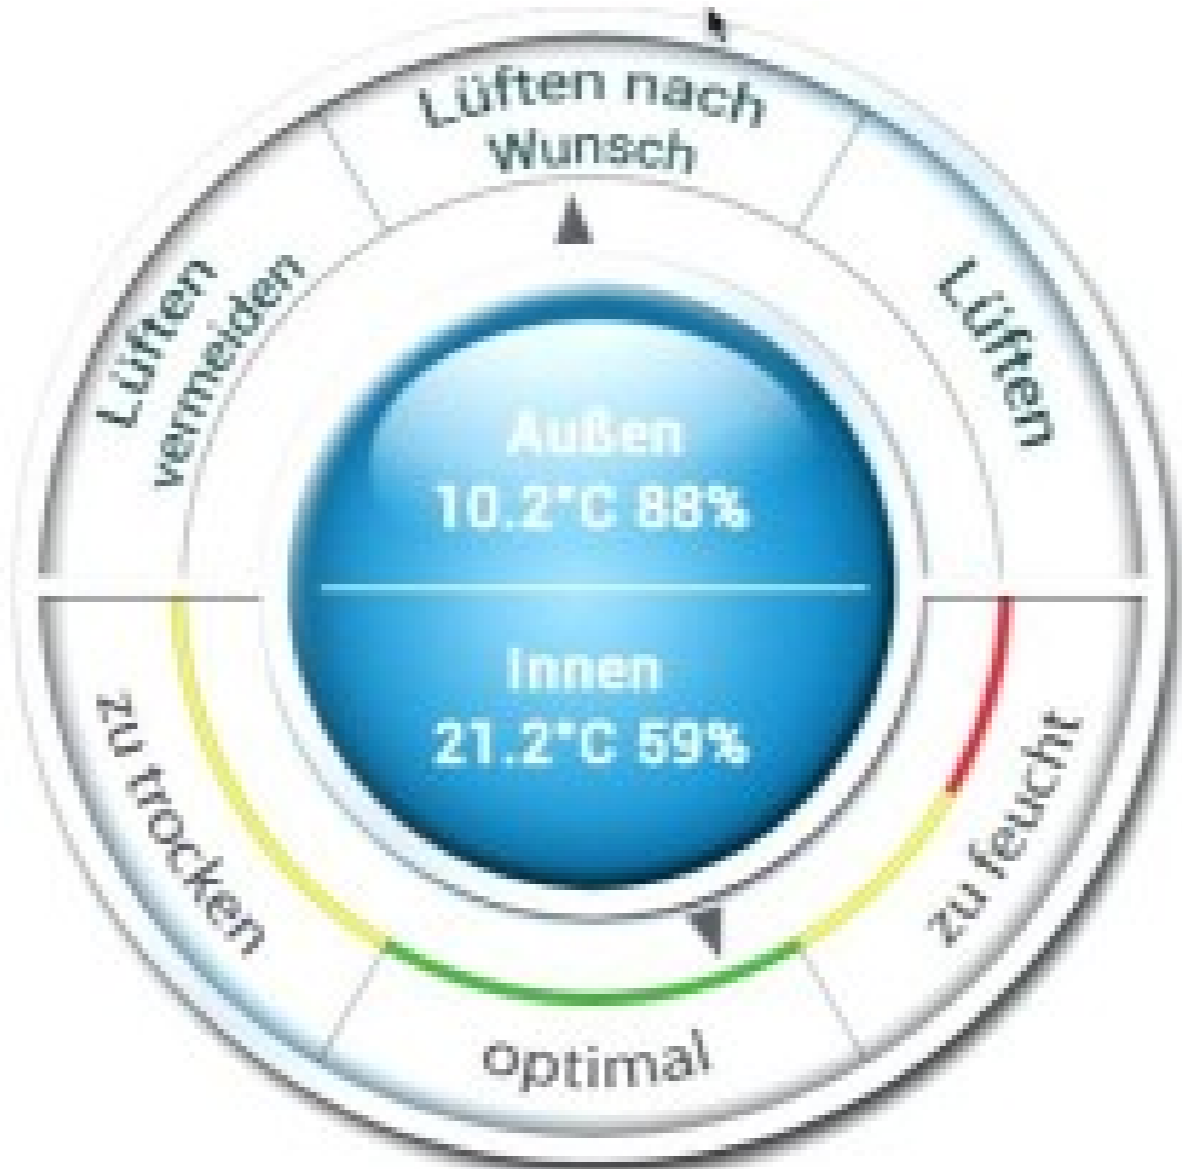 Lüften nach
Wunsch
Lüften
vermeiden
Lüften
Außen
10.2°C 88%
Innen
21.2°C 59%
zu trocken
zu feucht
optimal